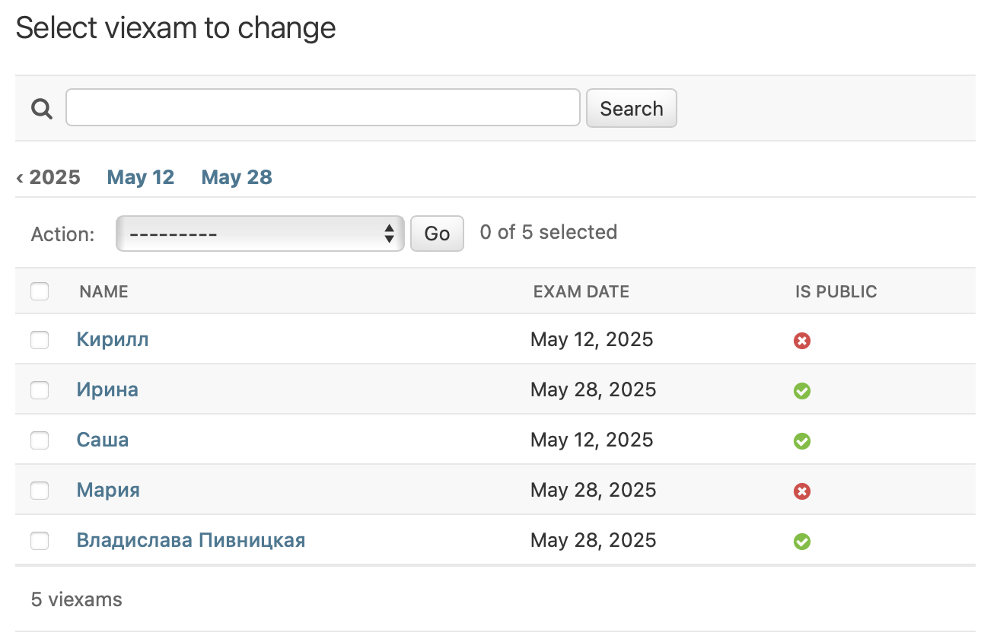 Select viexam to change
Search
‹ 2025 May 12 May 28
Action: --------- Go 0 of 5 selected
NAME EXAM DATE IS PUBLIC
Кирилл May 12, 2025
Ирина May 28, 2025
Саша May 12, 2025
Мария May 28, 2025
Владислава Пивницкая May 28, 2025
5 viexams